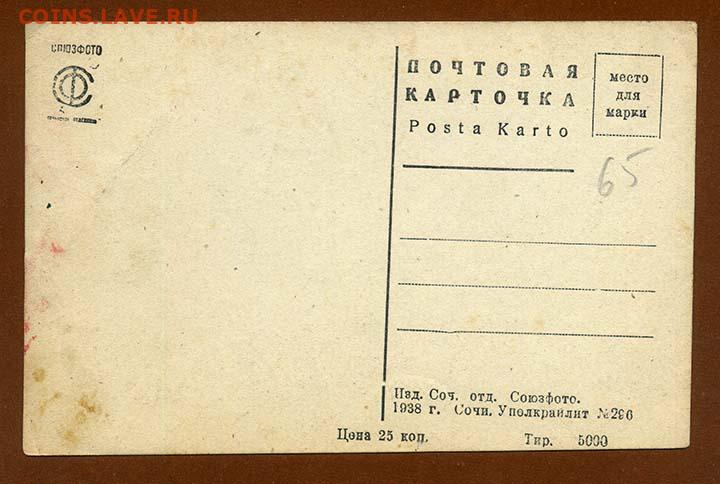 COINS.LAVE.RU
СОЮЗФОТО
ПОЧТОВАЯ
КАРТОЧКА
Posta Karto
место
для
марки
65
Изд. Соч. отд. Союзфото.
1938 г. Сочи. Уполкрайлит №296
Цена 25 коп.
Тир. 5000